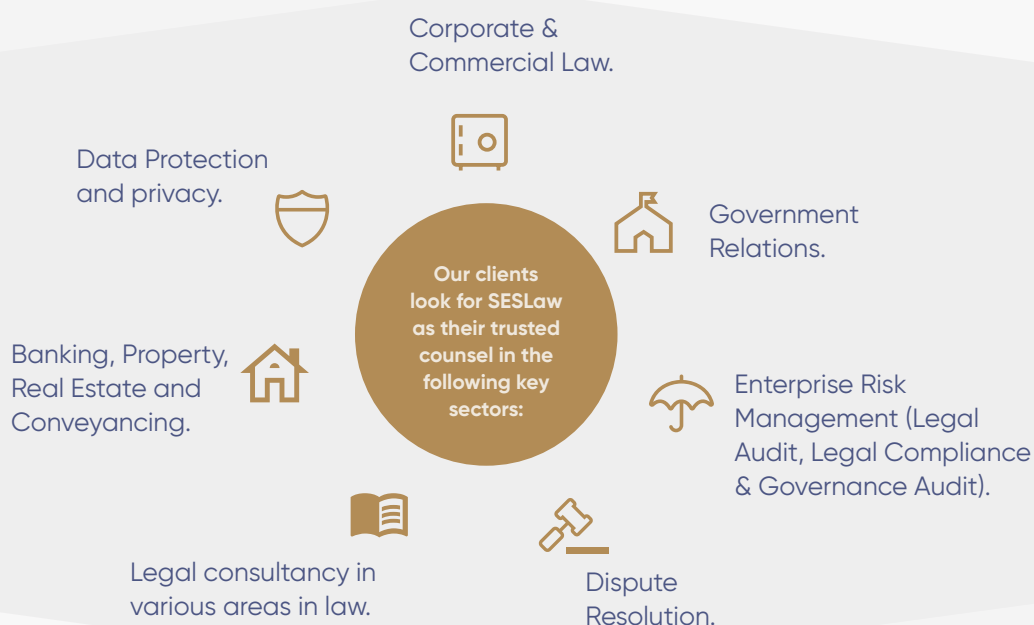 Corporate &
Commercial Law.
Data Protection
and privacy.
Government
Relations.
Our clients
look for SESLaw
as their trusted
counsel in the
following key
sectors:
Banking, Property,
Real Estate and
Conveyancing.
Enterprise Risk
Management (Legal
Audit, Legal Compliance
& Governance Audit).
Legal consultancy in
various areas in law.
Dispute
Resolution.